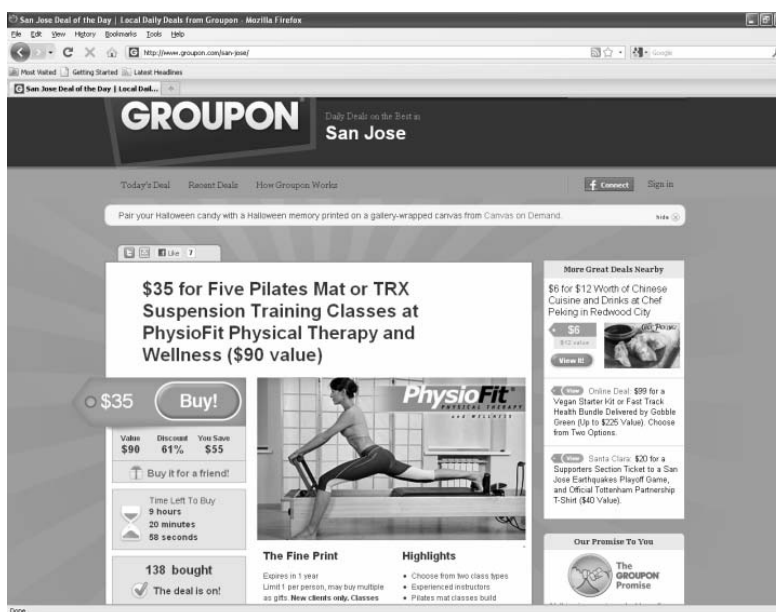 San Jose Deal of the Day | Local Daily Deals from Groupon - Mozilla Firefox
File Edit View History Bookmarks Tools Help
http://www.groupon.com/san-jose/
Google
Most Visited Getting Started Latest Headlines
San Jose Deal of the Day | Local Dail...
GROUPON
Daily Deals on the Best in
San Jose
Today's Deal Recent Deals How Groupon Works
f Connect Sign in
Pair your Halloween candy with a Halloween memory printed on a gallery-wrapped canvas from Canvas on Demand.
hide
Like 7
$35 for Five Pilates Mat or TRX
Suspension Training Classes at
PhysioFit Physical Therapy and
Wellness ($90 value)
$35 Buy!
Value Discount You Save
$90 61% $55
Buy it for a friend!
Time Left To Buy
9 hours
20 minutes
58 seconds
138 bought
The deal is on!
PhysioFit
PHYSICAL THERAPY
and WELLNESS
The Fine Print
Expires in 1 year
Limit 1 per person, may buy multiple
as gifts. New clients only. Classes
Highlights
• Choose from two class types
• Experienced instructors
• Pilates mat classes build
More Great Deals Nearby
$6 for $12 Worth of Chinese
Cuisine and Drinks at Chef
Peking in Redwood City
$6
$12 value
View It!
View Online Deal: $99 for a
Vegan Starter Kit or Fast Track
Health Bundle Delivered by Gobble
Green (Up to $225 Value). Choose
from Two Options.
View Santa Clara: $20 for a
Supporters Section Ticket to a San
Jose Earthquakes Playoff Game,
and Official Tottenham Partnership
T-Shirt ($40 Value).
Our Promise To You
The
GROUPON
Promise
Done